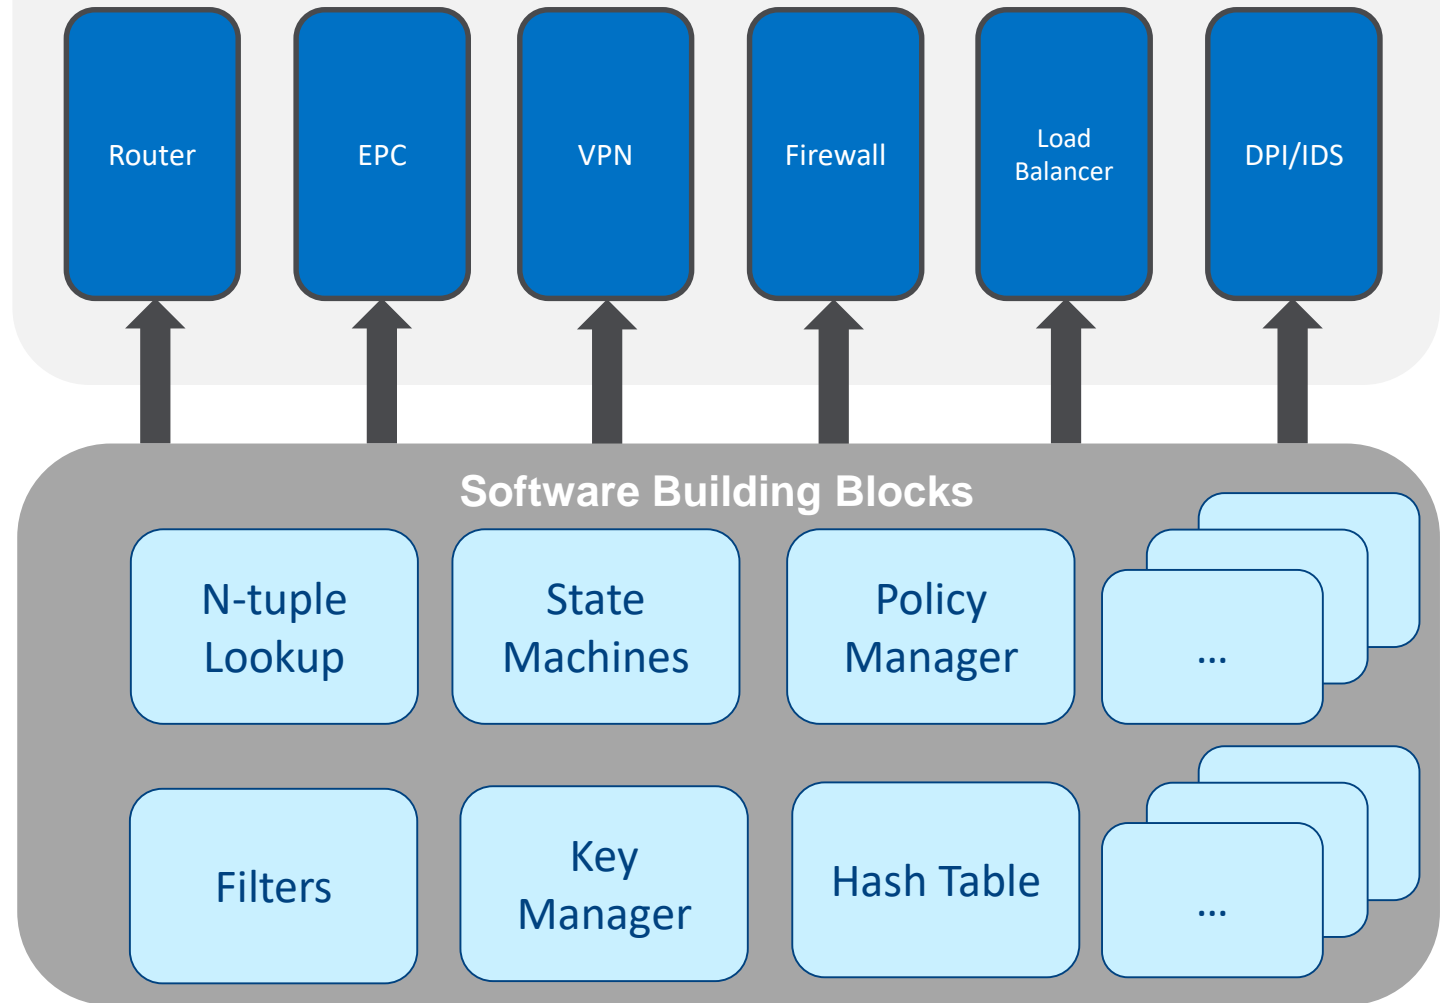 Router
EPC
VPN
Firewall
Load
Balancer
DPI/IDS
Software Building Blocks
N-tuple
Lookup
State
Machines
Policy
Manager
...
Filters
Key
Manager
Hash Table
...